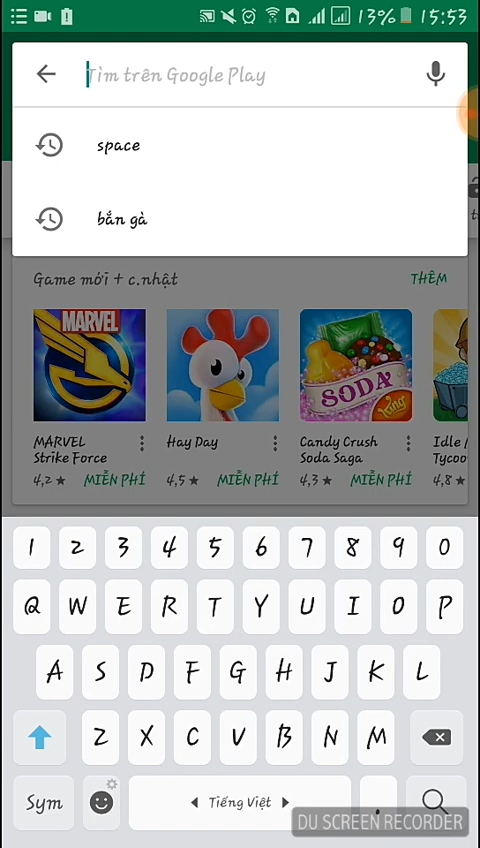 13% 15:53
Tìm trên Google Play
space
bắn gà
Game mới + c.nhật THÊM
MARVEL
SODA
King
MARVEL Strike Force
Hay Day
Candy Crush Soda Saga
Idle
Tycoo
4,2 ★ MIỄN PHÍ
4,5 ★ MIỄN PHÍ
4,3 ★ MIỄN PHÍ
4,8 ★
1 2 3 4 5 6 7 8 9 0
Q W E R T Y U I O P
A S D F G H J K L
Z X C V B N M
Sym Tiếng Việt .
DU SCREEN RECORDER